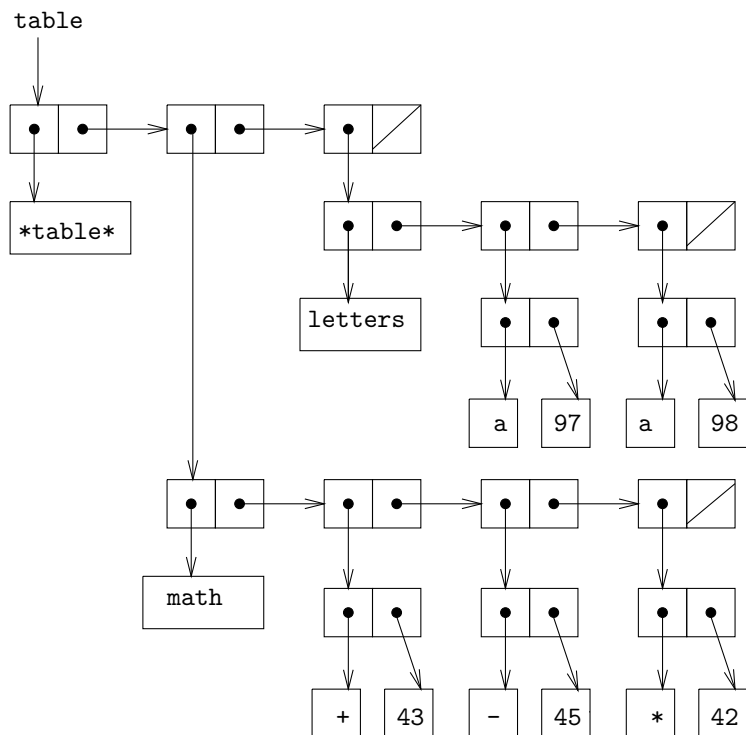 table
*table*
letters
a 97 a 98
math
+ 43 - 45 * 42